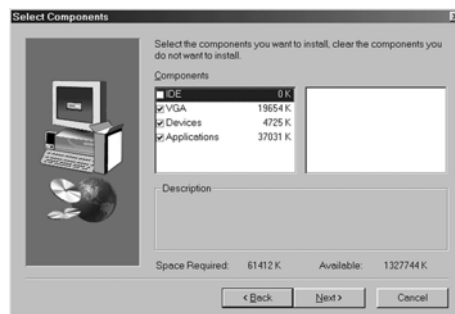 Select Components
Select the components you want to install, clear the components you
do not want to install.
Components
IDE 0 K
VGA 19654 K
Devices 4725 K
Applications 37031 K
Description
Space Required: 61412 K Available: 1327744 K
< Back Next > Cancel